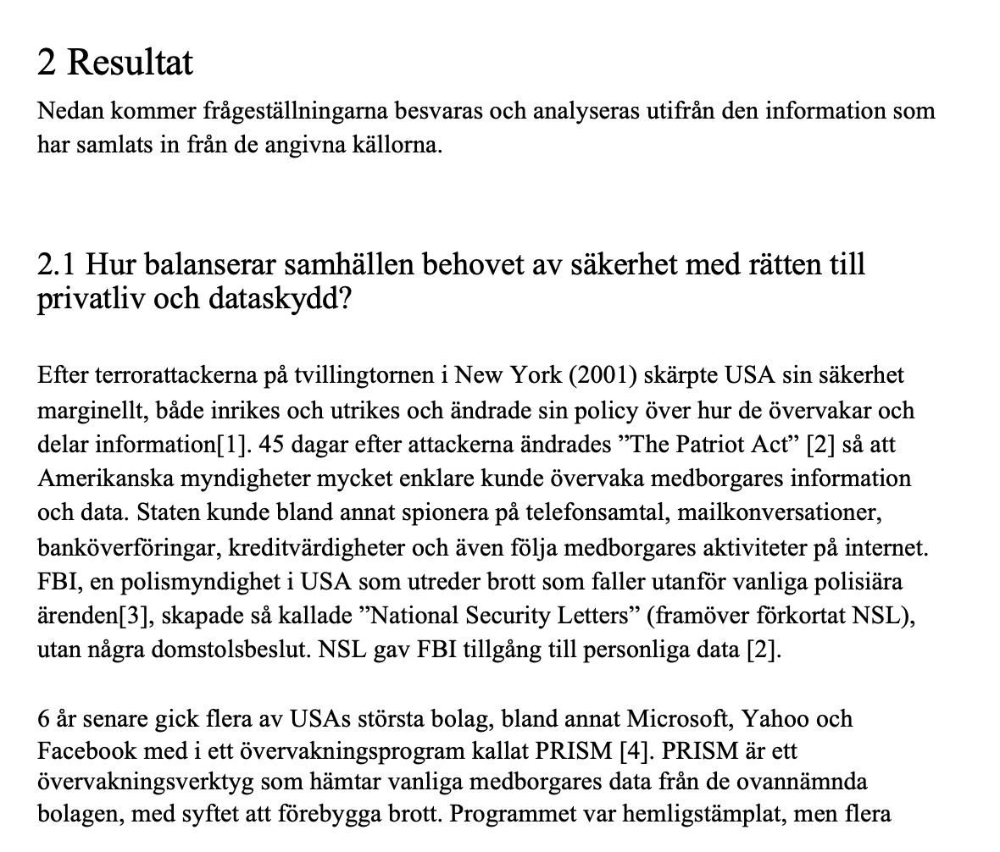 2 Resultat
Nedan kommer frågeställningarna besvaras och analyseras utifrån den information som
har samlats in från de angivna källorna.
2.1 Hur balanserar samhällen behovet av säkerhet med rätten till
privatliv och dataskydd?
Efter terrorattackerna på tvillingtornen i New York (2001) skärpte USA sin säkerhet
marginellt, både inrikes och utrikes och ändrade sin policy över hur de övervakar och
delar information[1]. 45 dagar efter attackerna ändrades ”The Patriot Act” [2] så att
Amerikanska myndigheter mycket enklare kunde övervaka medborgares information
och data. Staten kunde bland annat spionera på telefonsamtal, mailkonversationer,
banköverföringar, kreditvärdigheter och även följa medborgares aktiviteter på internet.
FBI, en polismyndighet i USA som utreder brott som faller utanför vanliga polisiära
ärenden[3], skapade så kallade ”National Security Letters” (framöver förkortat NSL),
utan några domstolsbeslut. NSL gav FBI tillgång till personliga data [2].
6 år senare gick flera av USAs största bolag, bland annat Microsoft, Yahoo och
Facebook med i ett övervakningsprogram kallat PRISM [4]. PRISM är ett
övervakningsverktyg som hämtar vanliga medborgares data från de ovannämnda
bolagen, med syftet att förebygga brott. Programmet var hemligstämplat, men flera